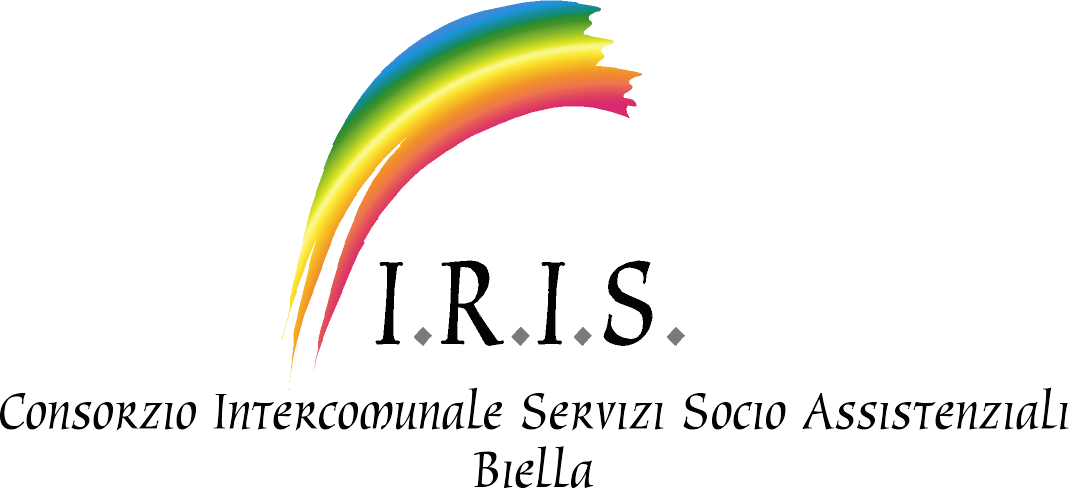 I.R.I.S.
Consorzio Intercomunale Servizi Socio Assistenziali
Biella